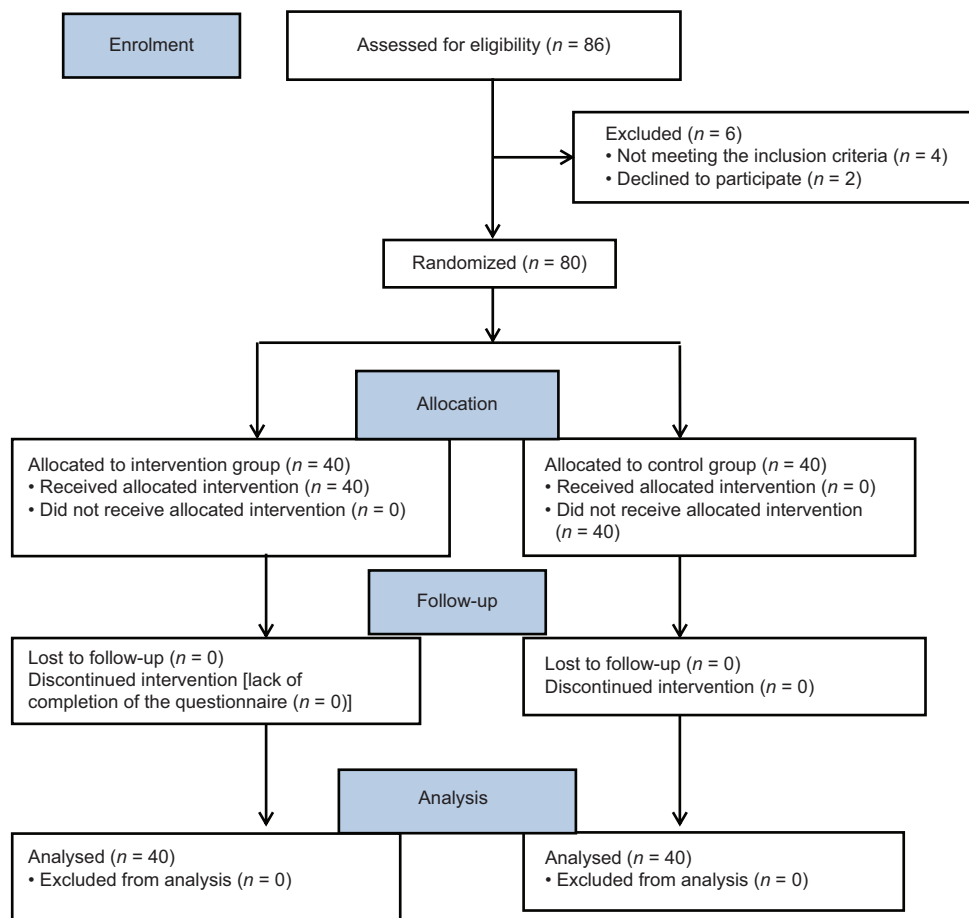 Enrolment
Assessed for eligibility (n = 86)
Excluded (n = 6)
• Not meeting the inclusion criteria (n = 4)
• Declined to participate (n = 2)
Randomized (n = 80)
Allocation
Allocated to intervention group (n = 40)
• Received allocated intervention (n = 40)
• Did not receive allocated intervention (n = 0)
Allocated to control group (n = 40)
• Received allocated intervention (n = 0)
• Did not receive allocated intervention
(n = 40)
Follow-up
Lost to follow-up (n = 0)
Discontinued intervention [lack of
completion of the questionnaire (n = 0)]
Lost to follow-up (n = 0)
Discontinued intervention (n = 0)
Analysis
Analysed (n = 40)
• Excluded from analysis (n = 0)
Analysed (n = 40)
• Excluded from analysis (n = 0)